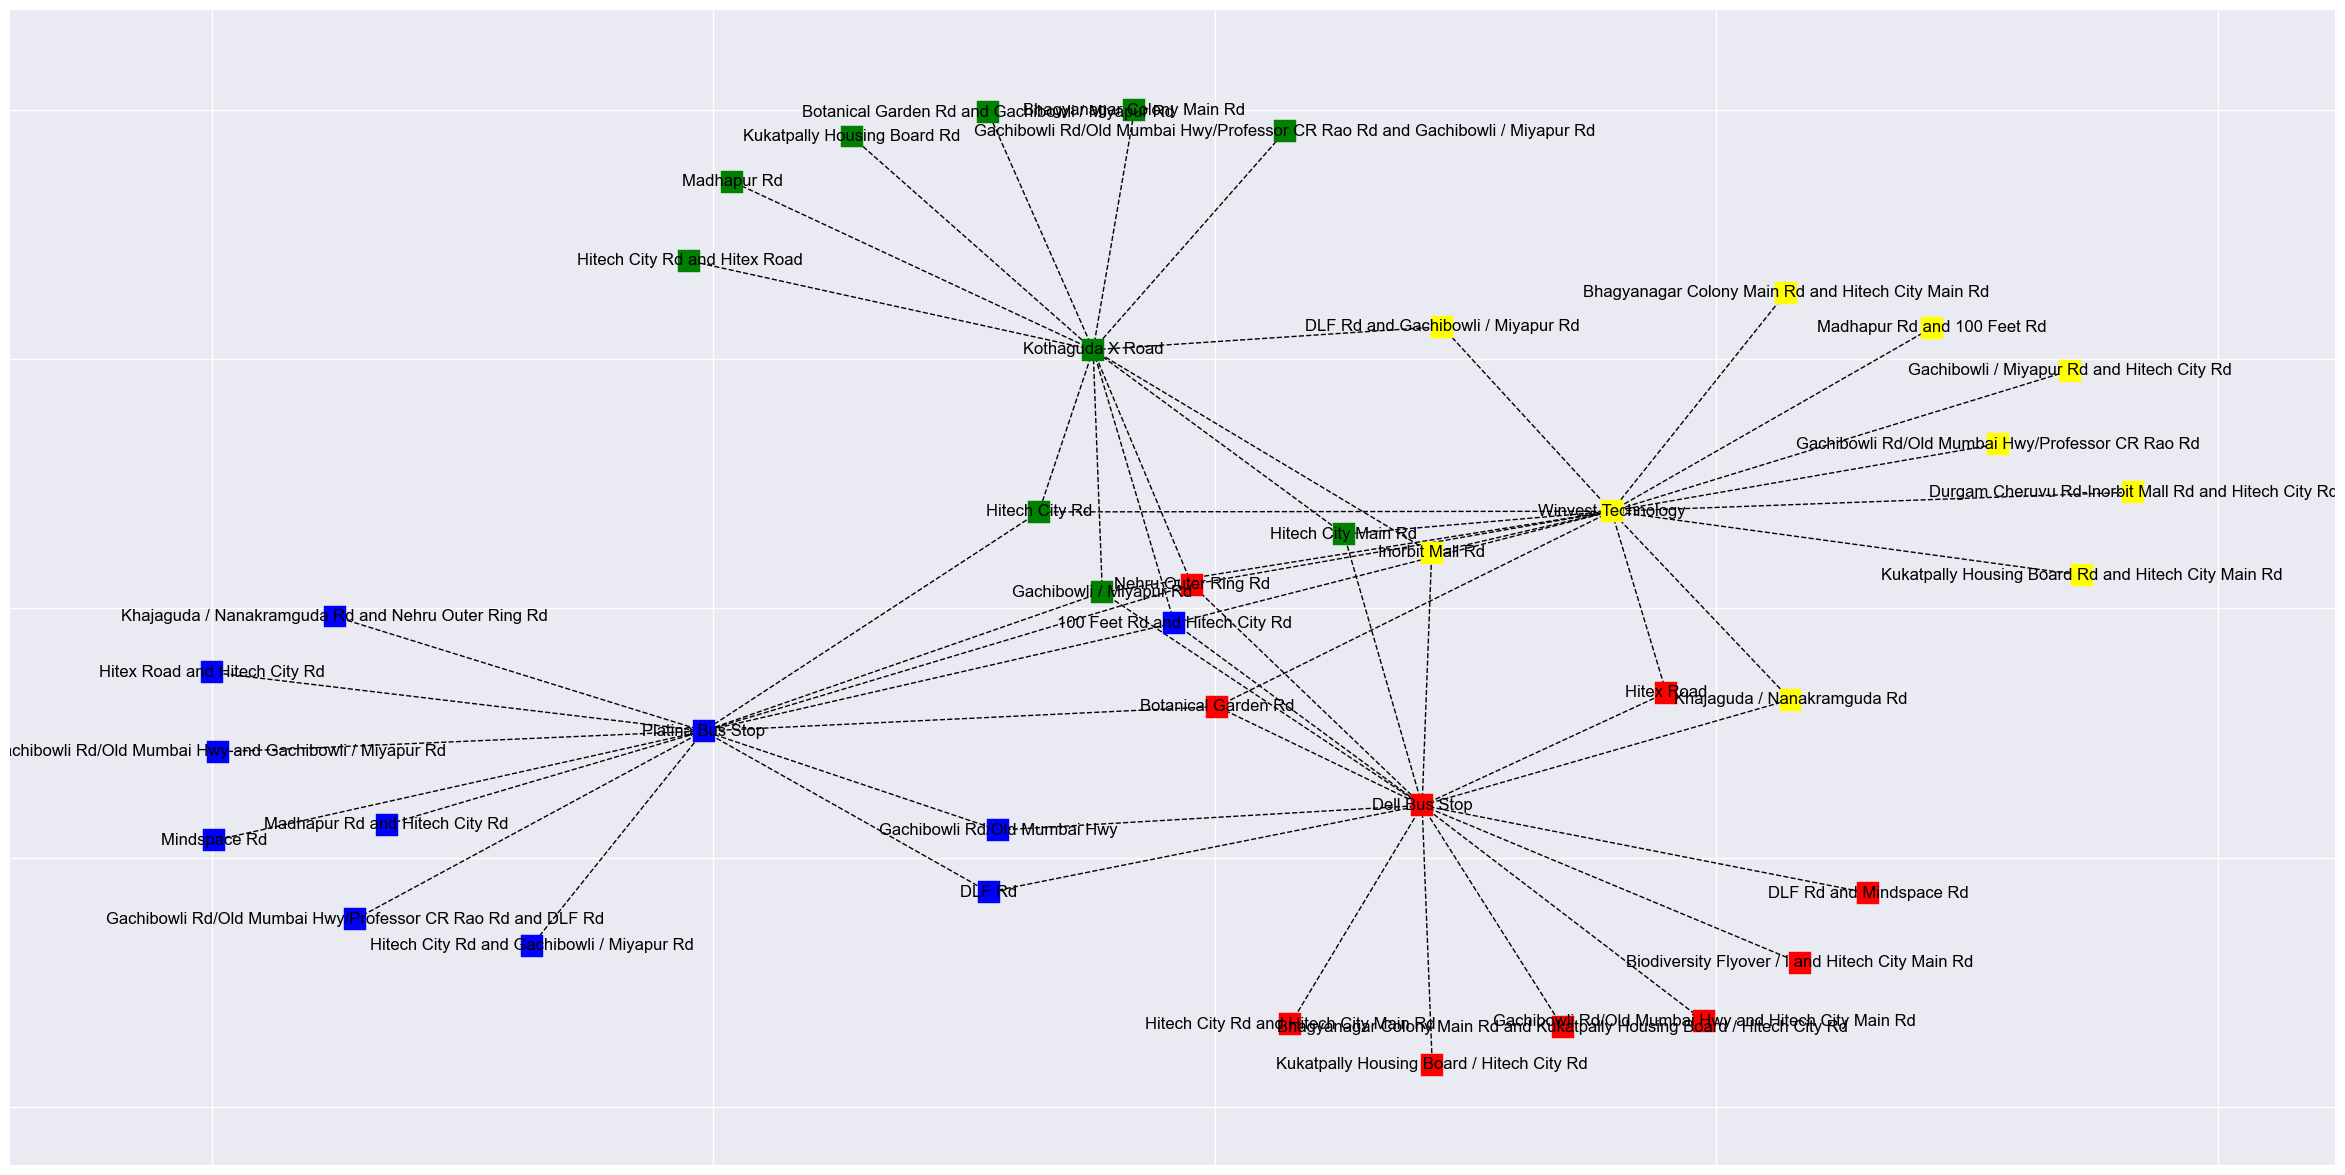 Bhagyanagar Colony Main Rd
Botanical Garden Rd and Gachibowli / Miyapur Rd
Gachibowli Rd/Old Mumbai Hwy/Professor CR Rao Rd and Gachibowli / Miyapur Rd
Kukatpally Housing Board Rd
Madhapur Rd
Hitech City Rd and Hitex Road
Bhagyanagar Colony Main Rd and Hitech City Main Rd
DLF Rd and Gachibowli / Miyapur Rd
Madhapur Rd and 100 Feet Rd
Kothaguda X Road
Gachibowli / Miyapur Rd and Hitech City Rd
Gachibowli Rd/Old Mumbai Hwy/Professor CR Rao Rd
Durgam Cheruvu Rd-Inorbit Mall Rd and Hitech City Rd
Hitech City Rd
Winvest Technology
Hitech City Main Rd
Inorbit Mall Rd
Kukatpally Housing Board Rd and Hitech City Main Rd
Nehru Outer Ring Rd
Gachibowli / Miyapur Rd
Khajaguda / Nanakramguda Rd and Nehru Outer Ring Rd
100 Feet Rd and Hitech City Rd
Hitex Road and Hitech City Rd
Hitex Road
Khajaguda / Nanakramguda Rd
Botanical Garden Rd
Platina Bus Stop
achibowli Rd/Old Mumbai Hwy and Gachibowli / Miyapur Rd
Dell Bus Stop
Madhapur Rd and Hitech City Rd
Gachibowli Rd/Old Mumbai Hwy
Mindspace Rd
DLF Rd
DLF Rd and Mindspace Rd
Gachibowli Rd/Old Mumbai Hwy/Professor CR Rao Rd and DLF Rd
Hitech City Rd and Gachibowli / Miyapur Rd
Biodiversity Flyover / l and Hitech City Main Rd
Gachibowli Rd/Old Mumbai Hwy and Hitech City Main Rd
Hitech City Rd and Hitech City Main Rd
Bhagyanagar Colony Main Rd and Kukatpally Housing Board / Hitech City Rd
Kukatpally Housing Board / Hitech City Rd